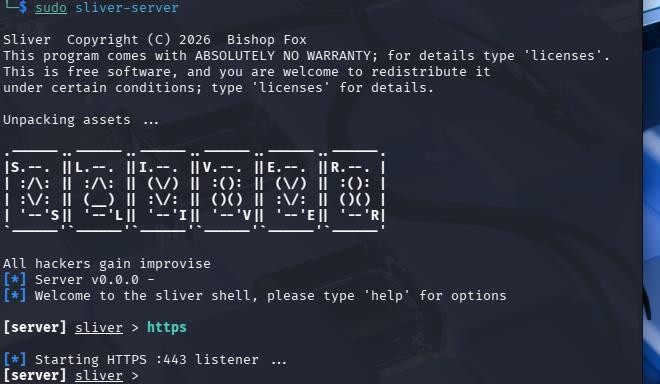 └─$ sudo sliver-server
Sliver  Copyright (C) 2026  Bishop Fox
This program comes with ABSOLUTELY NO WARRANTY; for details type 'licenses'.
This is free software, and you are welcome to redistribute it
under certain conditions; type 'licenses' for details.
Unpacking assets ...
.------..------..------..------..------..------.
|S.--. ||L.--. ||I.--. ||V.--. ||E.--. ||R.--. |
| :/\: || :/\: || (\/) || :(): || (\/) || :(): |
| :\/: || (__) || :\/: || ()() || :\/: || ()() |
| '--'S|| '--'L|| '--'I|| '--'V|| '--'E|| '--'R|
`------'`------'`------'`------'`------'`------'
All hackers gain improvise
[*] Server v0.0.0 -
[*] Welcome to the sliver shell, please type 'help' for options
[server] sliver > https
[*] Starting HTTPS :443 listener ...
[server] sliver >